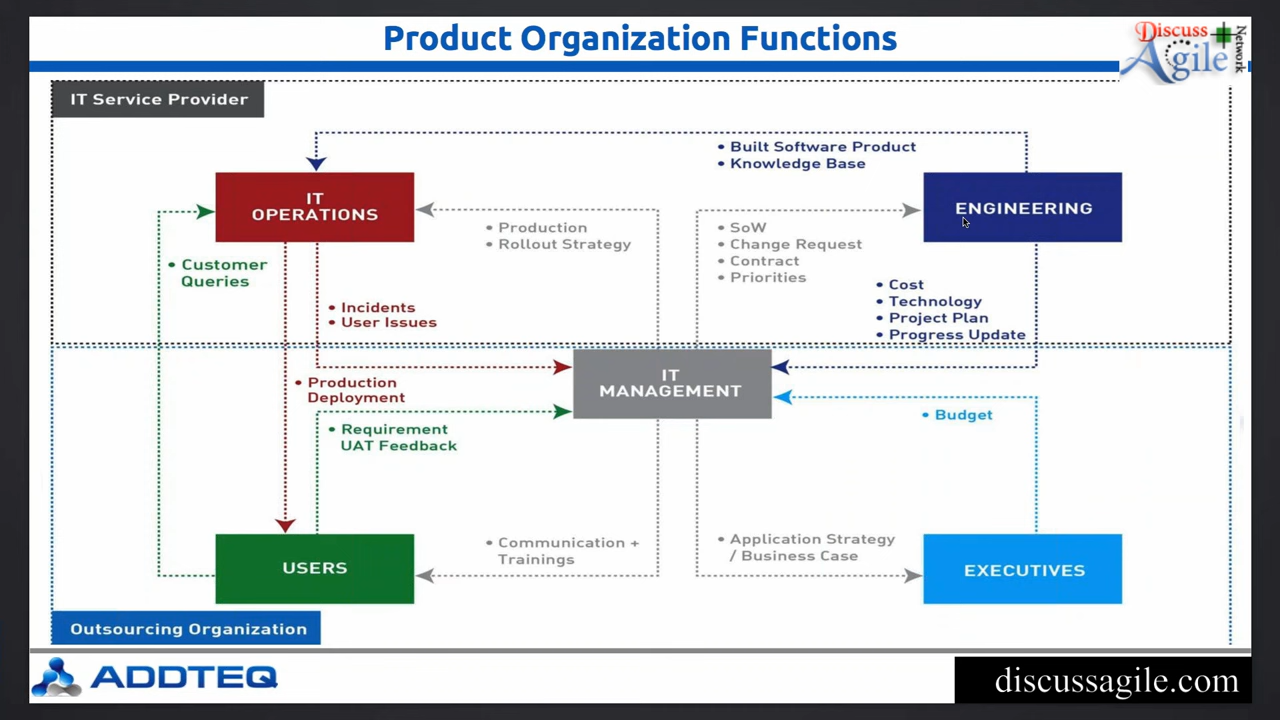 Product Organization Functions
Discuss
Agile
Network
IT Service Provider
• Built Software Product
• Knowledge Base
IT
OPERATIONS
ENGINEERING
• Production
• Rollout Strategy
• SoW
• Change Request
• Contract
• Priorities
• Customer
Queries
• Incidents
• User Issues
• Cost
• Technology
• Project Plan
• Progress Update
IT
MANAGEMENT
• Production
Deployment
• Requirement
UAT Feedback
• Budget
• Communication +
Trainings
• Application Strategy
/ Business Case
USERS
EXECUTIVES
Outsourcing Organization
ADDTEQ
discussagile.com